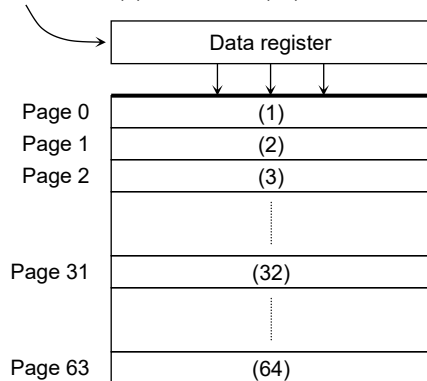 Data register
Page 0 (1)
Page 1 (2)
Page 2 (3)
Page 31 (32)
Page 63 (64)